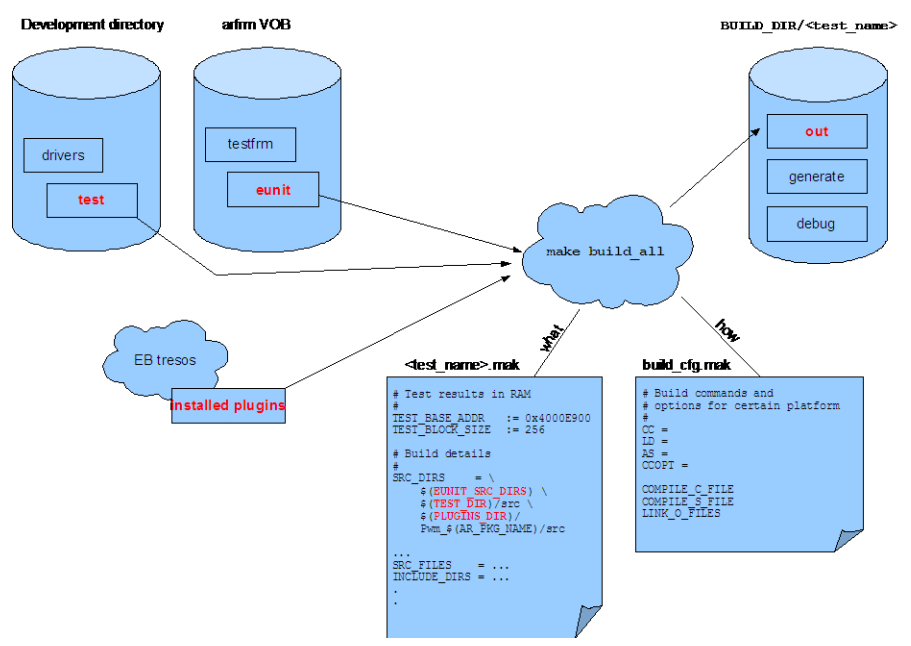 Development directory
arfrm VOB
BUILD_DIR/<test_name>
drivers
test
testfrm
eunit
out
generate
debug
make build_all
EB tresos
installed plugins
what
how
<test_name>.mak
# Test results in RAM
#
TEST_BASE_ADDR := 0x4000E900
TEST_BLOCK_SIZE := 256
# Build details
#
SRC_DIRS = \
$(EUNIT_SRC_DIRS) \
$(TEST_DIR)/src \
$(PLUGINS_DIR)/
Pwm_$(AR_PKG_NAME)/src
...
SRC_FILES = ...
INCLUDE_DIRS = ...
.
.
build_cfg.mak
# Build commands and
# options for certain platform
#
CC =
LD =
AS =
CCOPT =
COMPILE_C_FILE
COMPILE_S_FILE
LINK_O_FILES